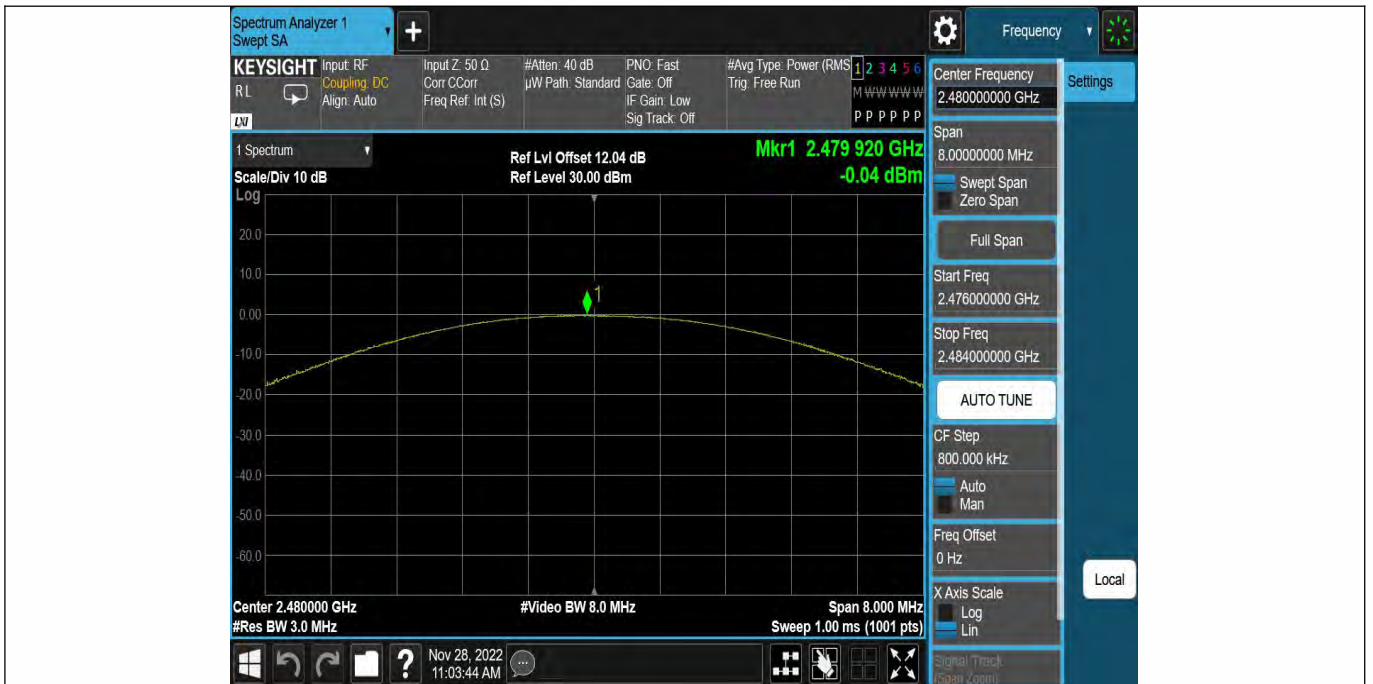 Spectrum Analyzer 1
Swept SA
+
Frequency
KEYSIGHT
RL
LXI
Input: RF
Coupling: DC
Align: Auto
Input Z: 50 Ω
Corr CCorr
Freq Ref: Int (S)
#Atten: 40 dB
µW Path: Standard
PNO: Fast
Gate: Off
IF Gain: Low
Sig Track: Off
#Avg Type: Power (RMS
Trig: Free Run
1 2 3 4 5 6
M W W W W W
P P P P P P
Center Frequency
2.480000000 GHz
Settings
1 Spectrum
Scale/Div 10 dB
Ref Lvl Offset 12.04 dB
Ref Level 30.00 dBm
Mkr1 2.479 920 GHz
-0.04 dBm
Span
8.00000000 MHz
Swept Span
Zero Span
Full Span
Start Freq
2.476000000 GHz
Stop Freq
2.484000000 GHz
AUTO TUNE
CF Step
800.000 kHz
Auto
Man
Freq Offset
0 Hz
X Axis Scale
Log
Lin
Signal Track
(Span Zoom)
Local
Log
20.0
10.0
0.00
-10.0
-20.0
-30.0
-40.0
-50.0
-60.0
1
Center 2.480000 GHz
#Res BW 3.0 MHz
#Video BW 8.0 MHz
Span 8.000 MHz
Sweep 1.00 ms (1001 pts)
?
Nov 28, 2022
11:03:44 AM